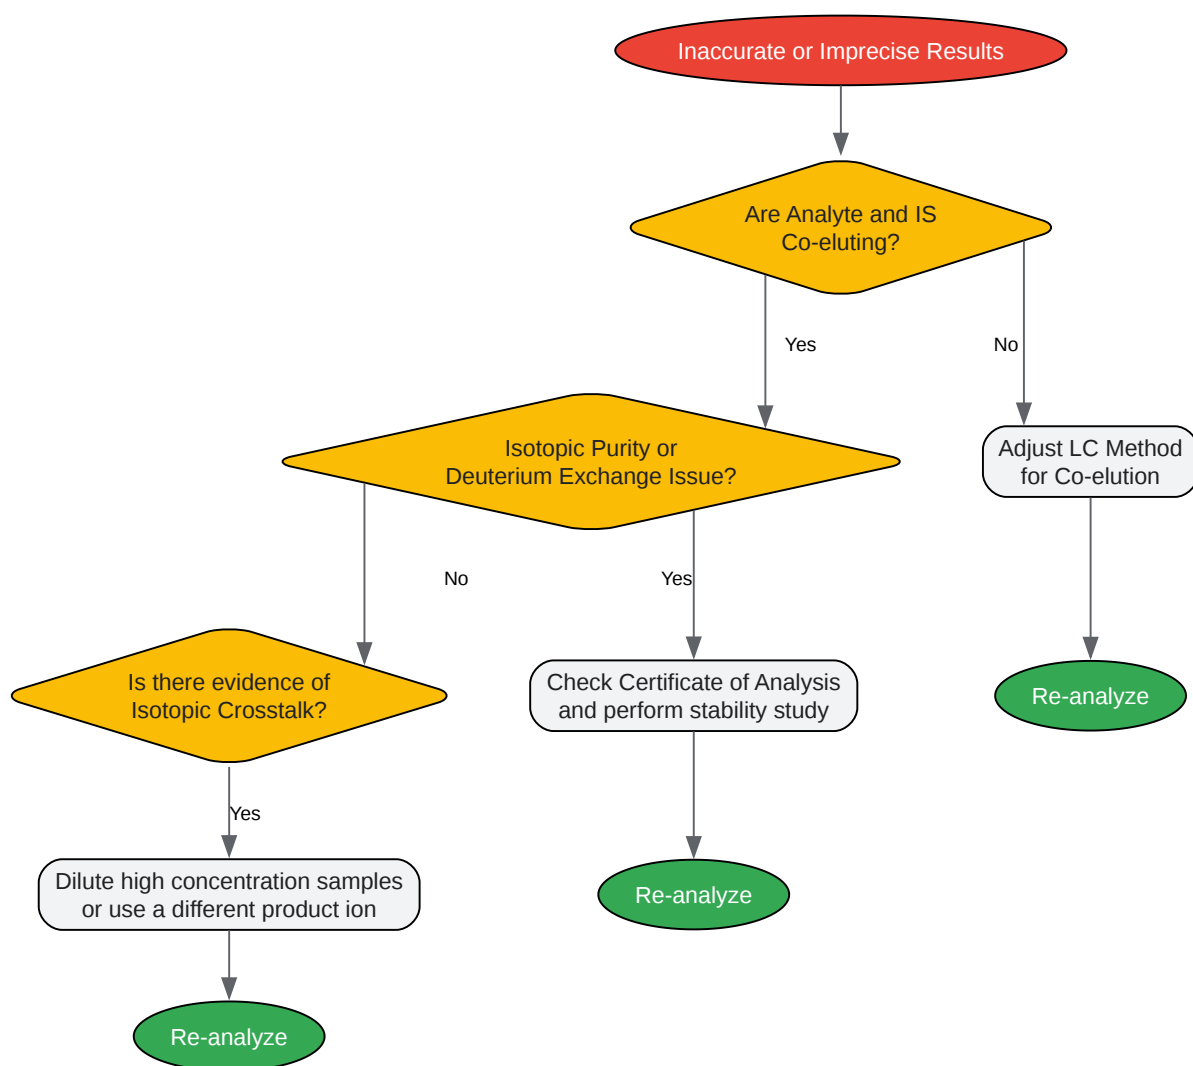 Inaccurate or Imprecise Results
Are Analyte and IS
Co-eluting?
Yes
No
Isotopic Purity or
Deuterium Exchange Issue?
Adjust LC Method
for Co-elution
No
Yes
Is there evidence of
Isotopic Crosstalk?
Check Certificate of Analysis
and perform stability study
Re-analyze
Yes
Dilute high concentration samples
or use a different product ion
Re-analyze
Re-analyze